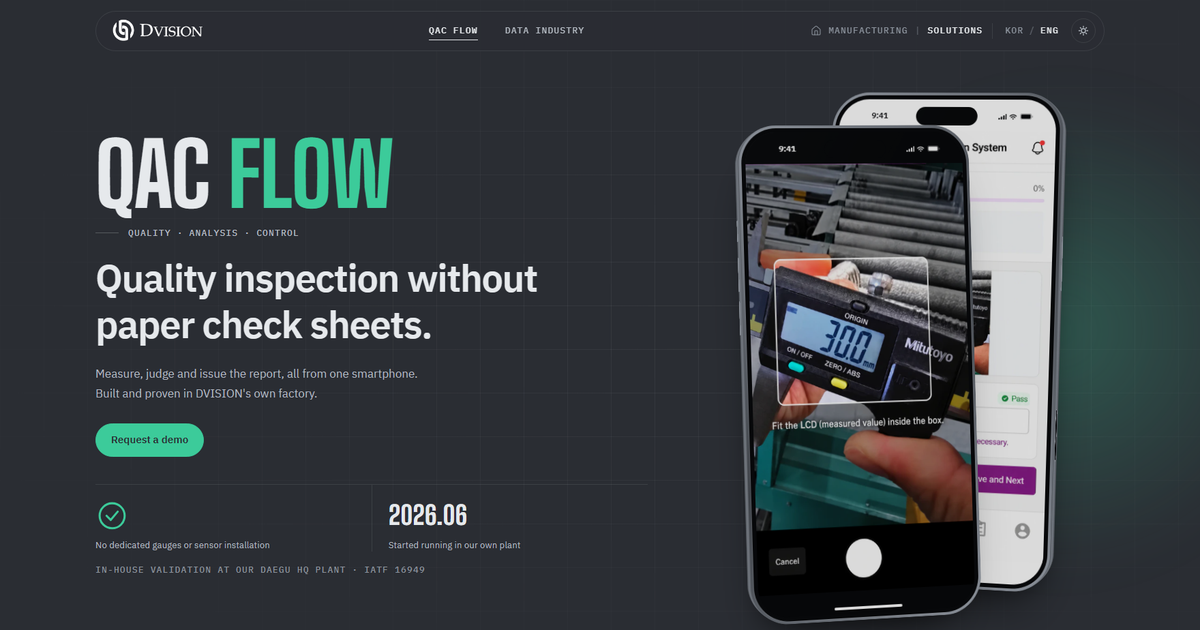 DVISION
QAC FLOW
DATA INDUSTRY
MANUFACTURING | SOLUTIONS
KOR / ENG
QAC FLOW
QUALITY · ANALYSIS · CONTROL
Quality inspection without
paper check sheets.
Measure, judge and issue the report, all from one smartphone.
Built and proven in DVISION's own factory.
Request a demo
No dedicated gauges or sensor installation
2026.06
Started running in our own plant
IN-HOUSE VALIDATION AT OUR DAEGU HQ PLANT · IATF 16949
9:41
ORIGIN
30.0
mm
Mitutoyo
ON/OFF
ZERO/ABS
Fit the LCD (measured value) inside the box.
Cancel
9:41
System
0%
Pass
ecessary.
ve and Next